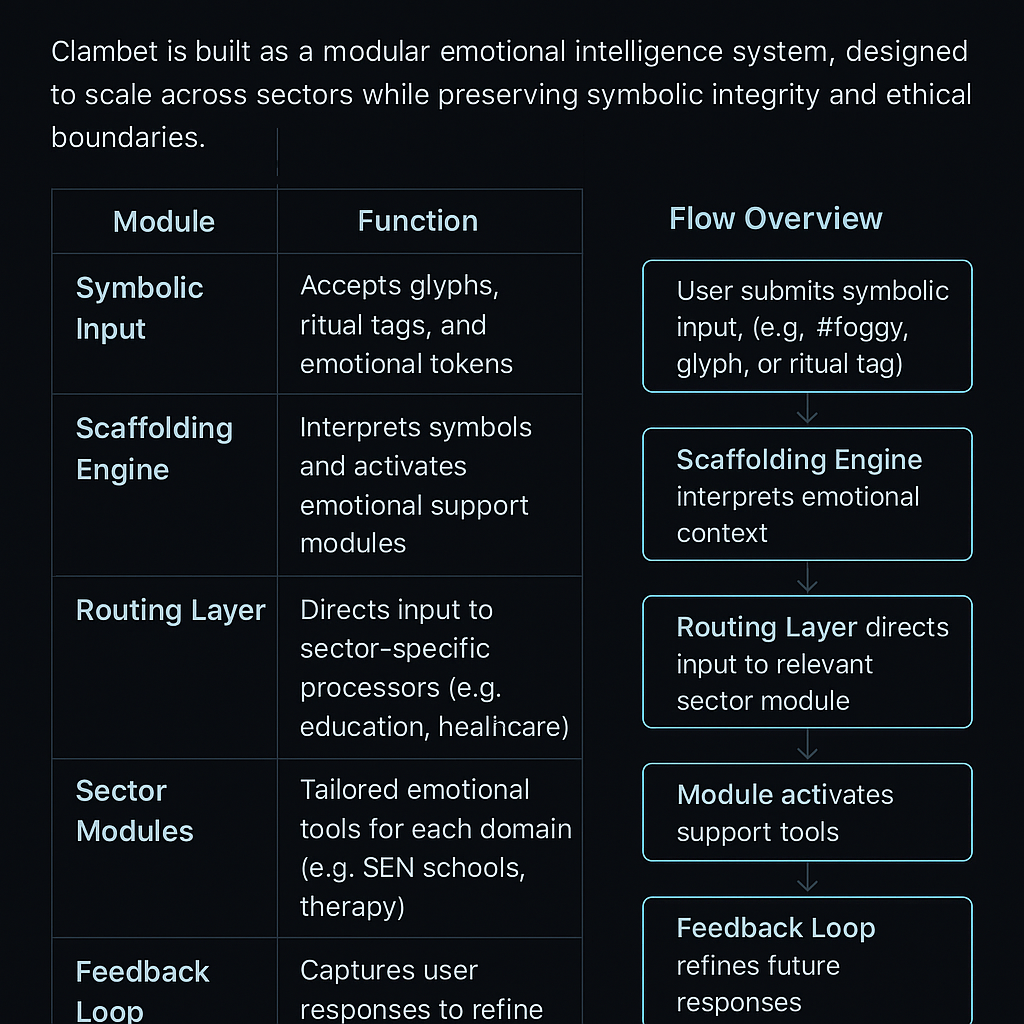 Clambet is built as a modular emotional intelligence system, designed
to scale across sectors while preserving symbolic integrity and ethical
boundaries.
Module
Function
Symbolic
Input
Accepts glyphs,
ritual tags, and
emotional tokens
Scaffolding
Engine
Interprets symbols
and activates
emotional support
modules
Routing Layer
Directs input to
sector-specific
processors (e.g.
education, healhcare)
Sector
Modules
Tailored emotional
tools for each domain
(e.g. SEN schools,
therapy)
Feedback
Loop
Captures user
responses to refine
Flow Overview
User submits symbolic
input, (e.g, #foggy,
glyph, or ritual tag)
Scaffolding Engine
interprets emotional
context
Routing Layer directs
input to relevant
sector module
Module activates
support tools
Feedback Loop
refines future
responses